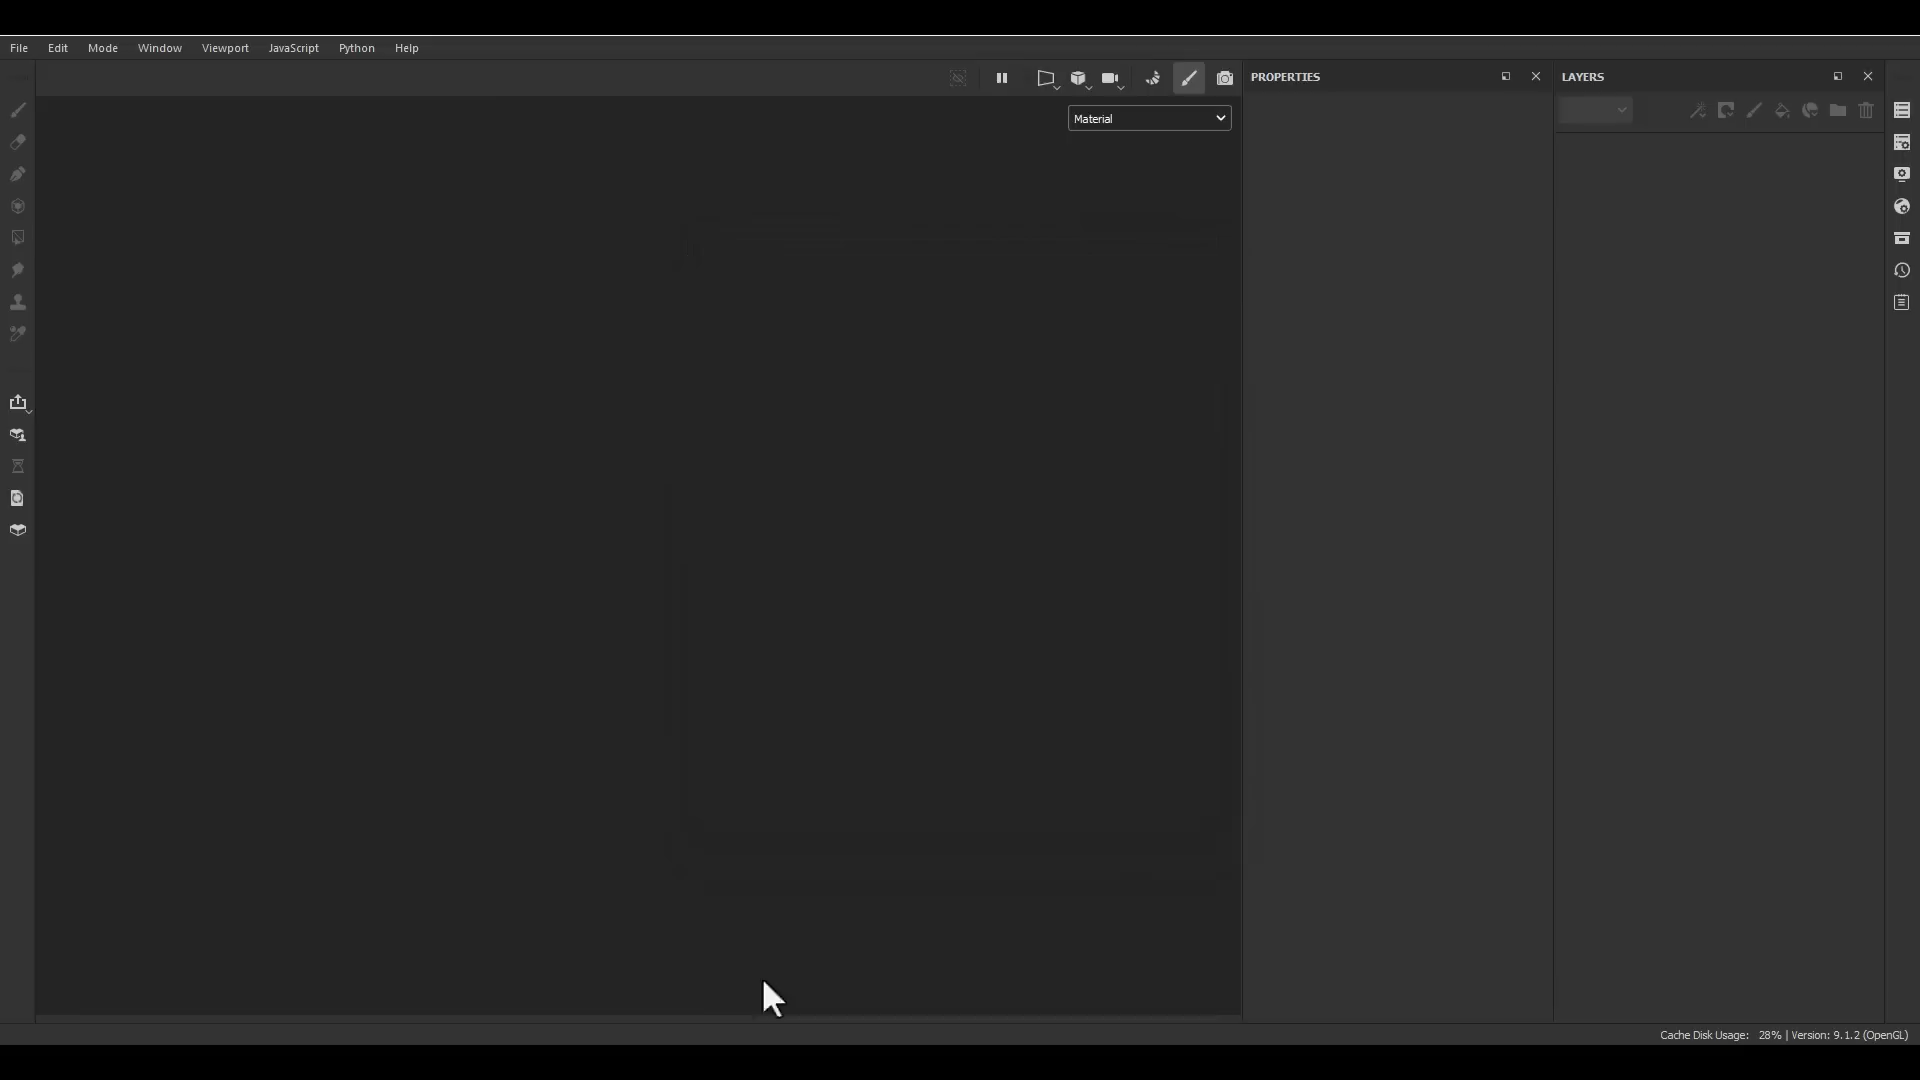 File Edit Mode Window Viewport JavaScript Python Help
PROPERTIES
LAYERS
Material
Cache Disk Usage: 28% | Version: 9.1.2 (OpenGL)